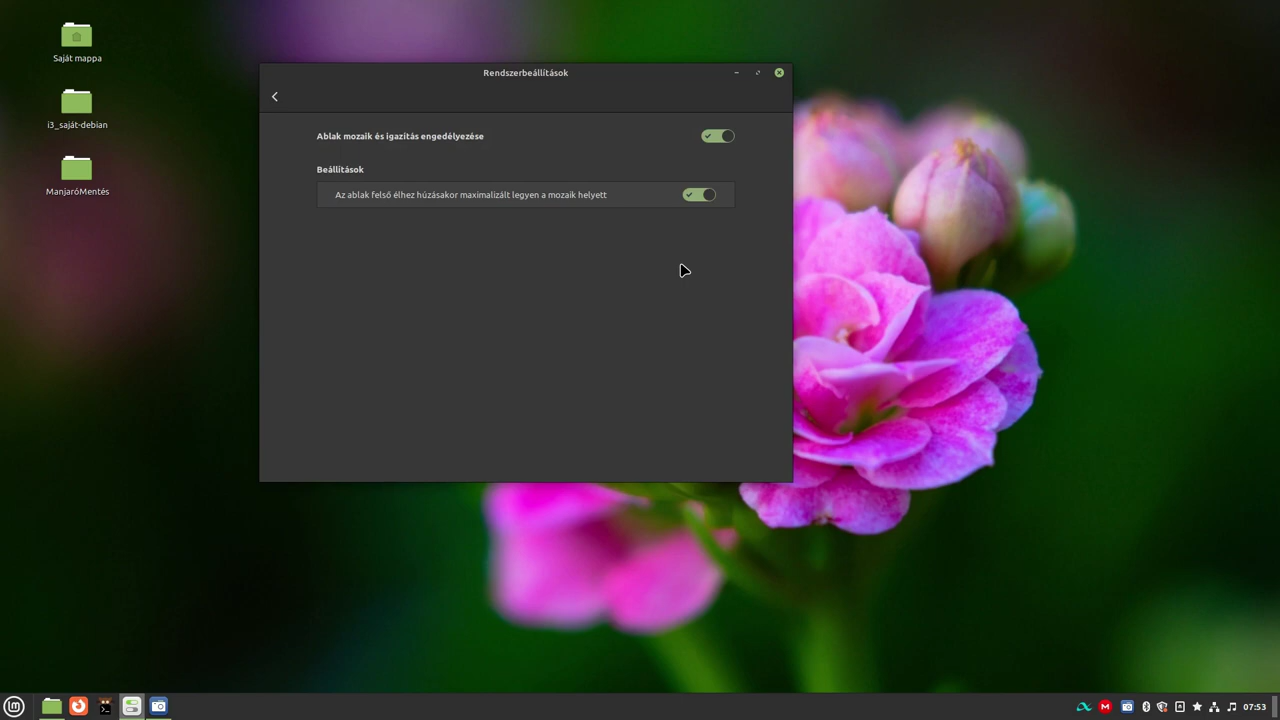 Saját mappa
i3_saját-debian
ManjaróMentés
Rendszerbeállítások
Ablak mozaik és igazítás engedélyezése
Beállítások
Az ablak felső élhez húzásakor maximalizált legyen a mozaik helyett
07:53